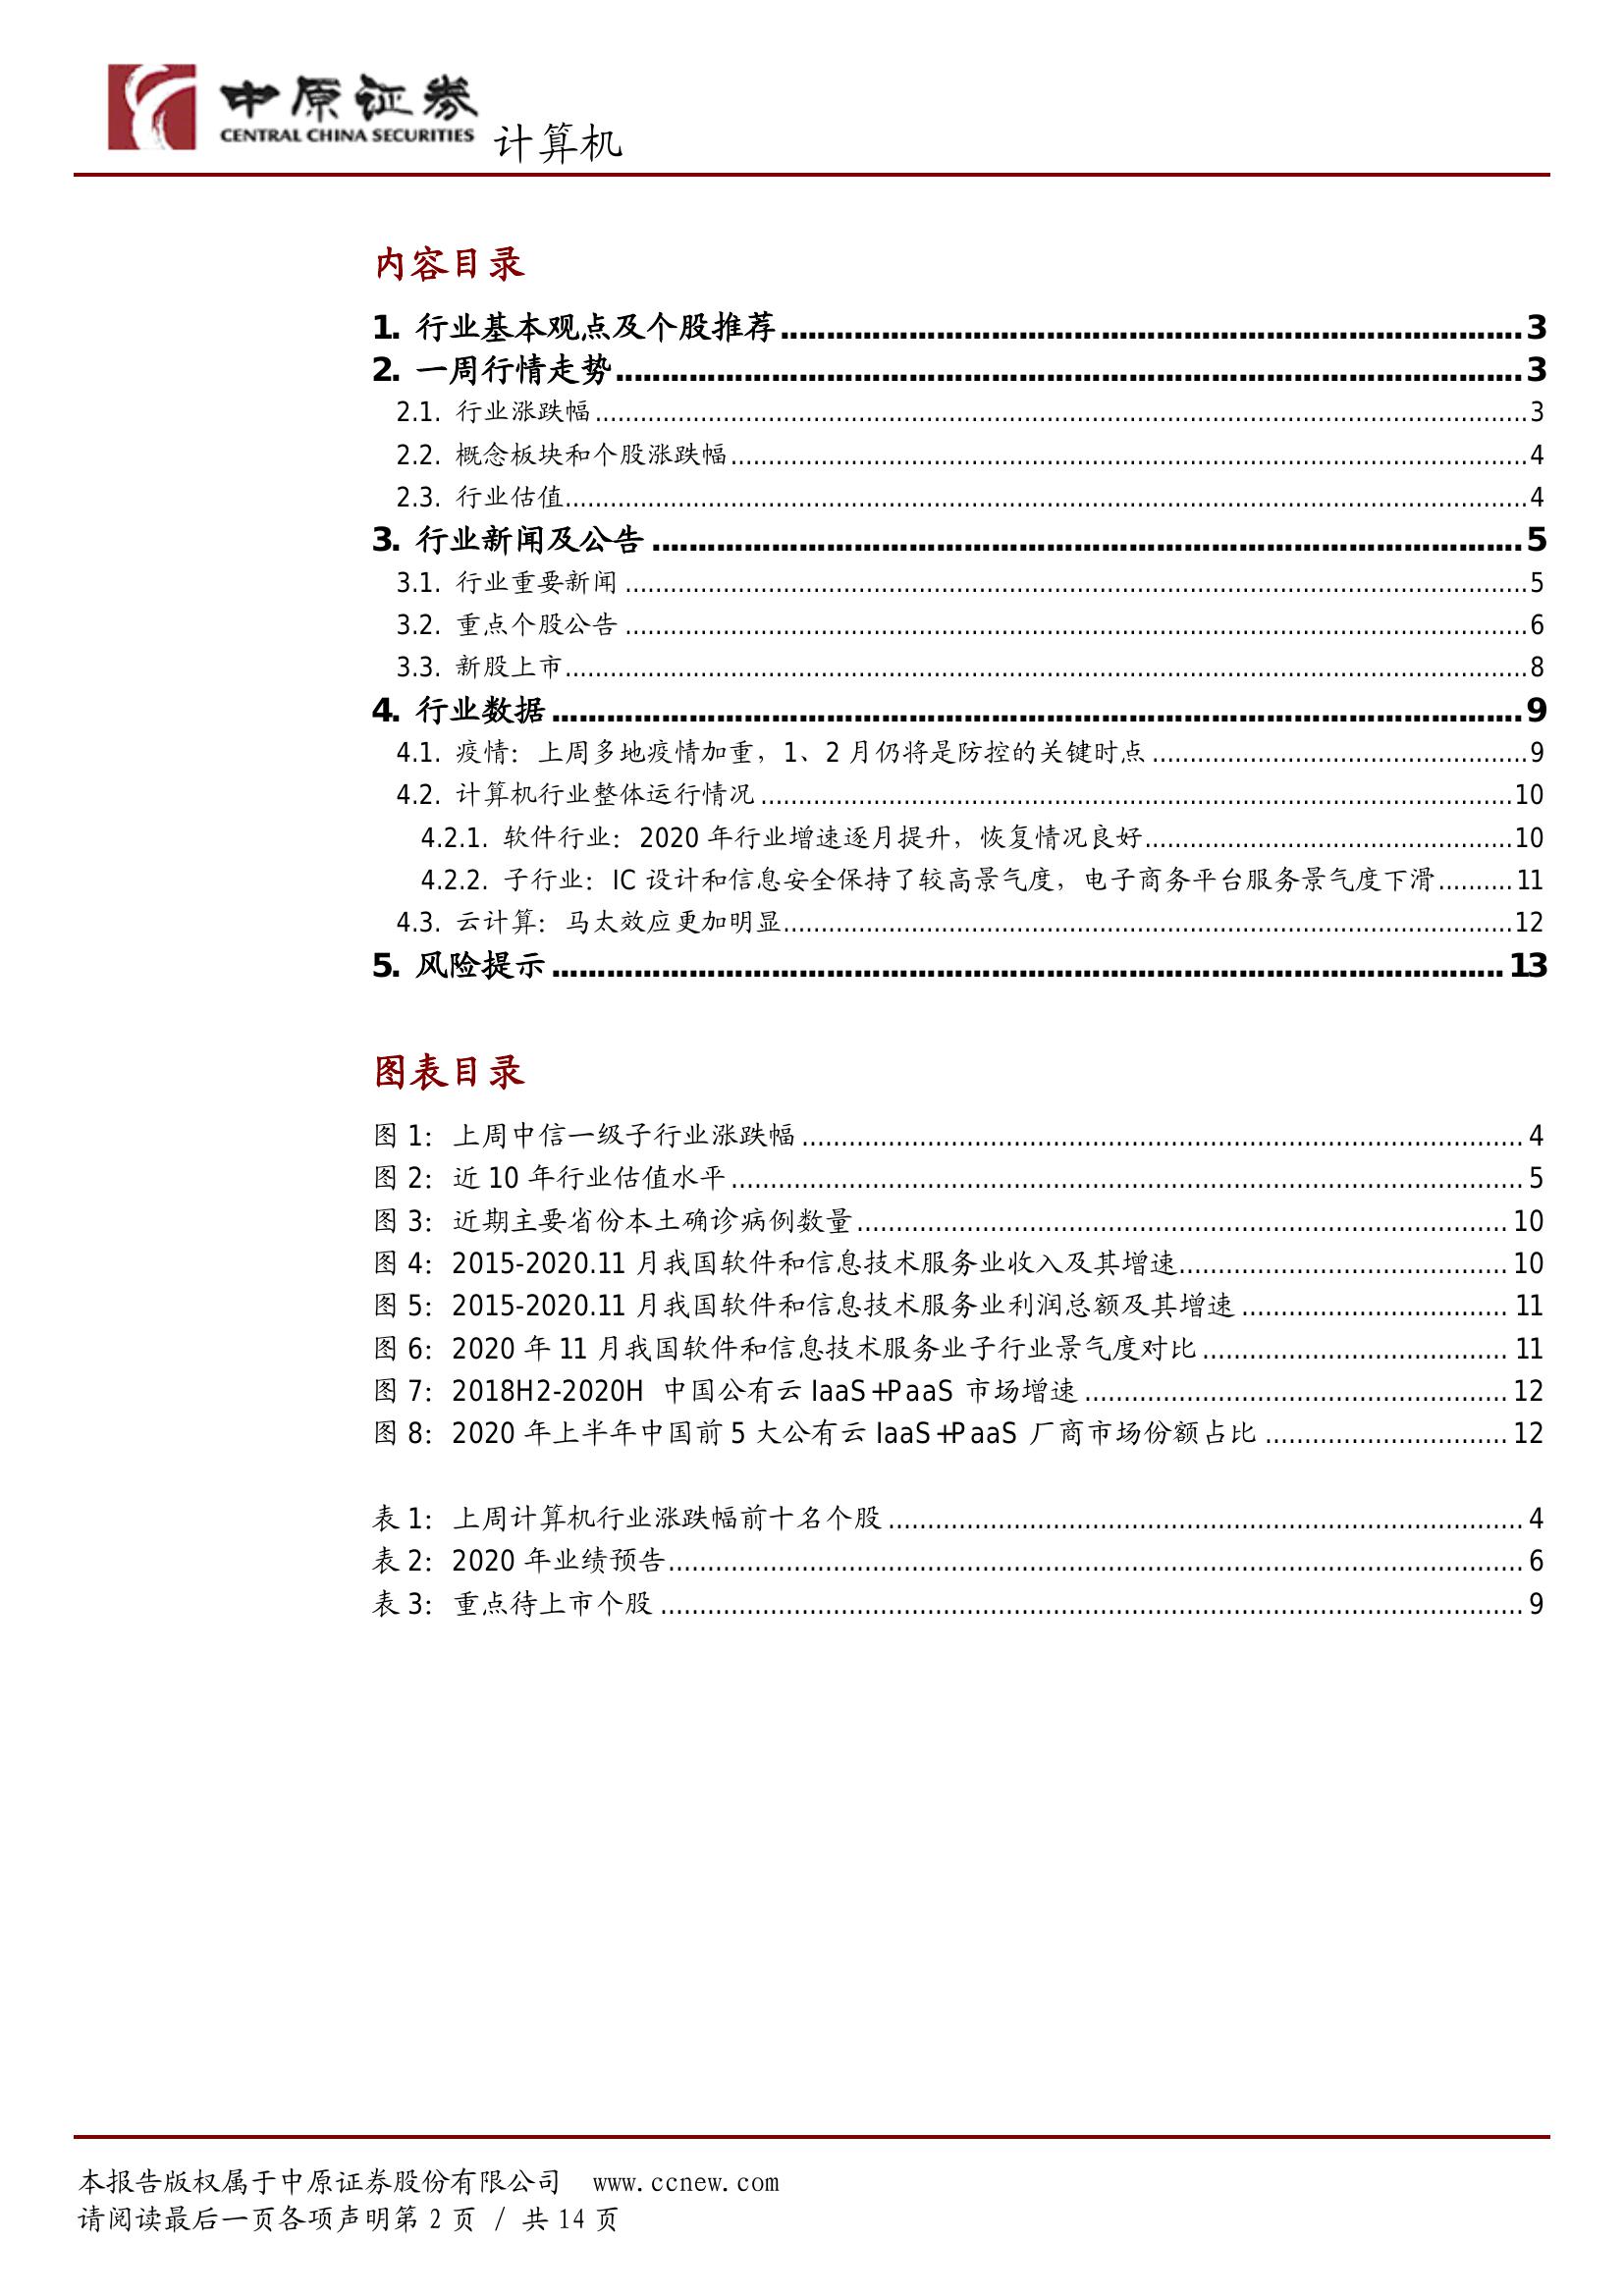 中原证券
CENTRAL CHINA SECURITIES
计算机
内容目录
1. 行业基本观点及个股推荐........................................3
2. 一周行情走势........................................3
2.1. 行业涨跌幅........................................3
2.2. 概念板块和个股涨跌幅........................................4
2.3. 行业估值........................................4
3. 行业新闻及公告........................................5
3.1. 行业重要新闻........................................5
3.2. 重点个股公告........................................6
3.3. 新股上市........................................8
4. 行业数据........................................9
4.1. 疫情：上周多地疫情加重，1、2 月仍将是防控的关键时点........................................9
4.2. 计算机行业整体运行情况........................................10
4.2.1. 软件行业：2020 年行业增速逐月提升，恢复情况良好........................................10
4.2.2. 子行业：IC 设计和信息安全保持了较高景气度，电子商务平台服务景气度下滑..........11
4.3. 云计算：马太效应更加明显........................................12
5. 风险提示........................................13
图表目录
图 1：上周中信一级子行业涨跌幅........................................4
图 2：近 10 年行业估值水平........................................5
图 3：近期主要省份本土确诊病例数量........................................10
图 4：2015-2020.11 月我国软件和信息技术服务业收入及其增速........................................10
图 5：2015-2020.11 月我国软件和信息技术服务业利润总额及其增速........................................11
图 6：2020 年 11 月我国软件和信息技术服务业子行业景气度对比........................................11
图 7：2018H2-2020H 中国公有云 IaaS+PaaS 市场增速........................................12
图 8：2020 年上半年中国前 5 大公有云 IaaS+PaaS 厂商市场份额占比........................................12
表 1：上周计算机行业涨跌幅前十名个股........................................4
表 2：2020 年业绩预告........................................6
表 3：重点待上市个股........................................9
本报告版权属于中原证券股份有限公司 www.ccnew.com
请阅读最后一页各项声明第 2 页 / 共 14 页